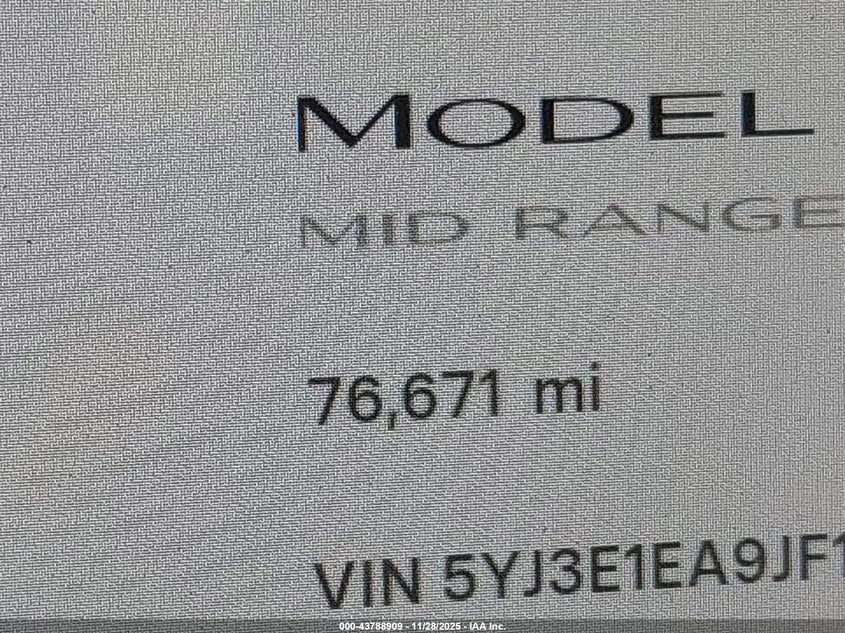 MODEL
MID RANGE
76,671 mi
VIN 5YJ3E1EA9JF1
000-43788909 - 11/28/2025 - IAA Inc.